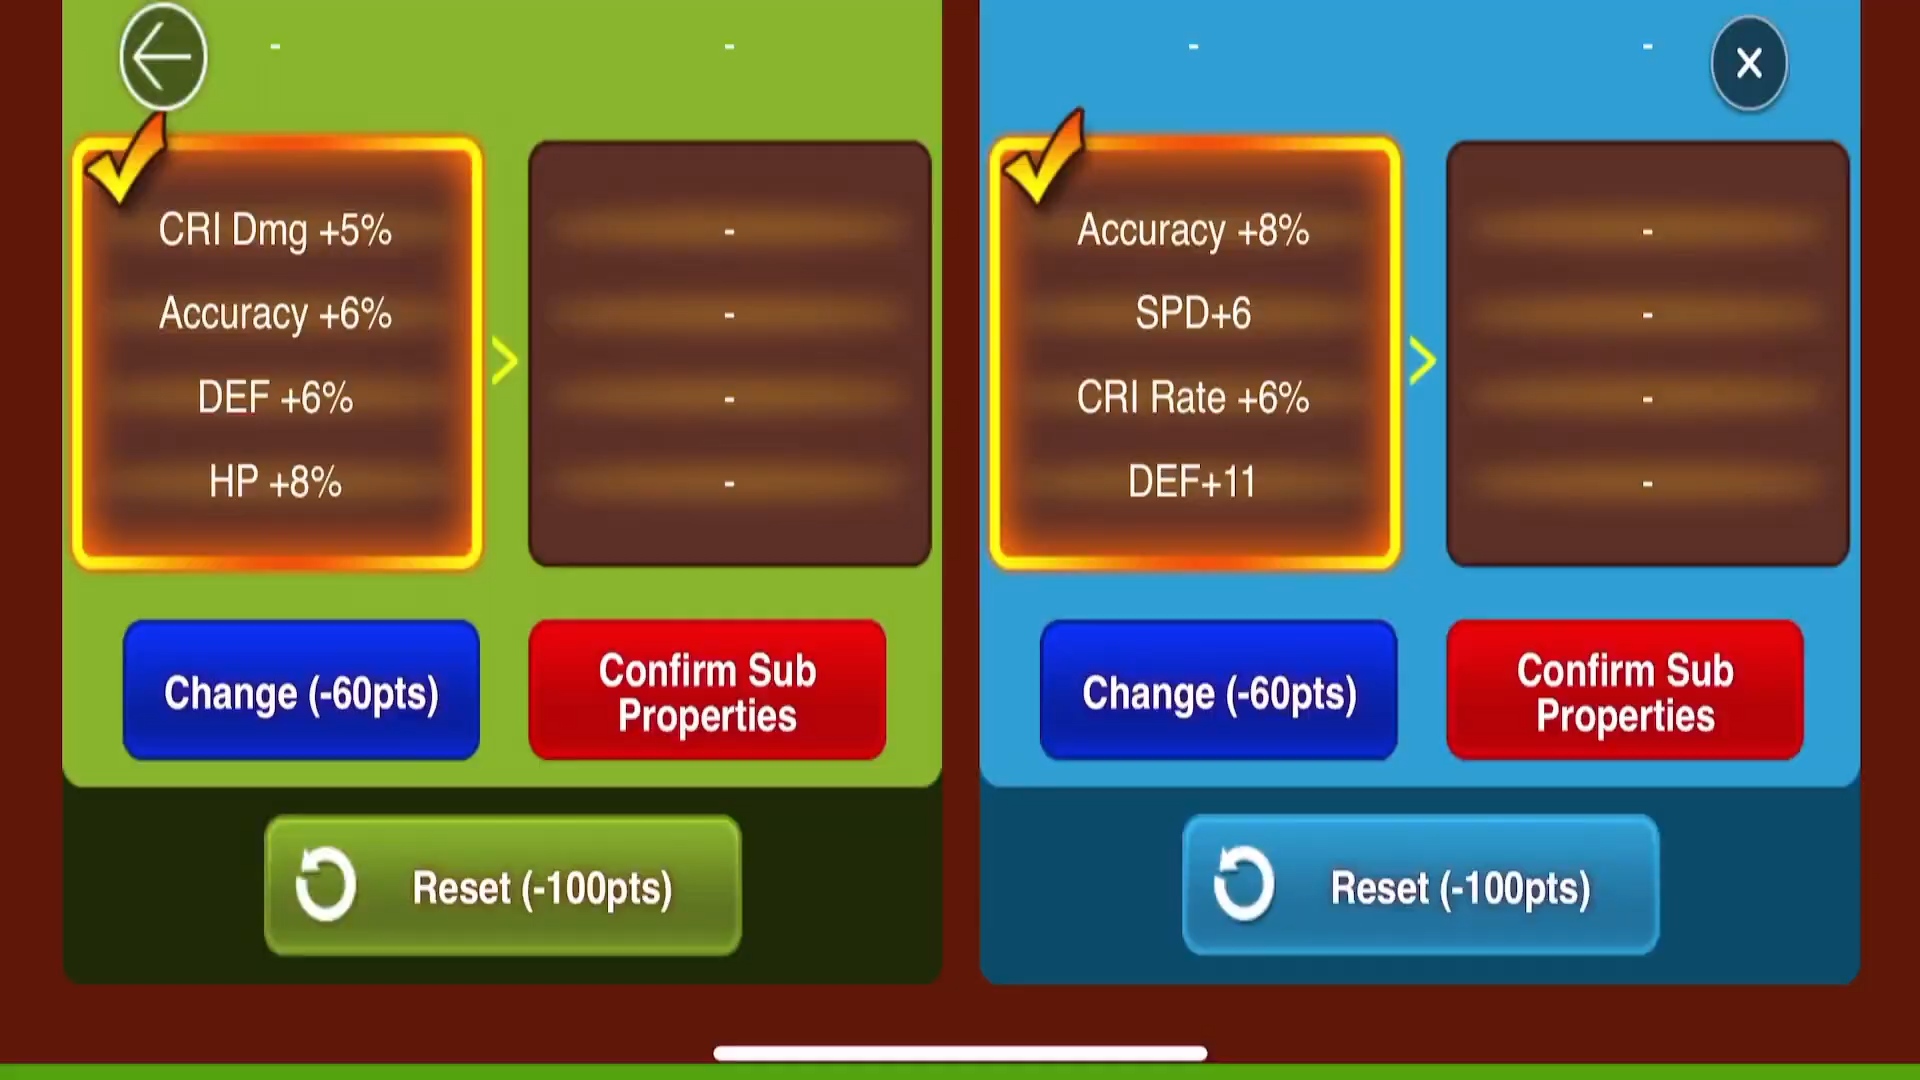 - - - -
CRI Dmg +5% - Accuracy +8% -
Accuracy +6% - SPD+6 -
DEF +6% - CRI Rate +6% -
HP +8% - DEF+11 -
Change (-60pts)
Confirm Sub
Properties
Change (-60pts)
Confirm Sub
Properties
Reset (-100pts)
Reset (-100pts)